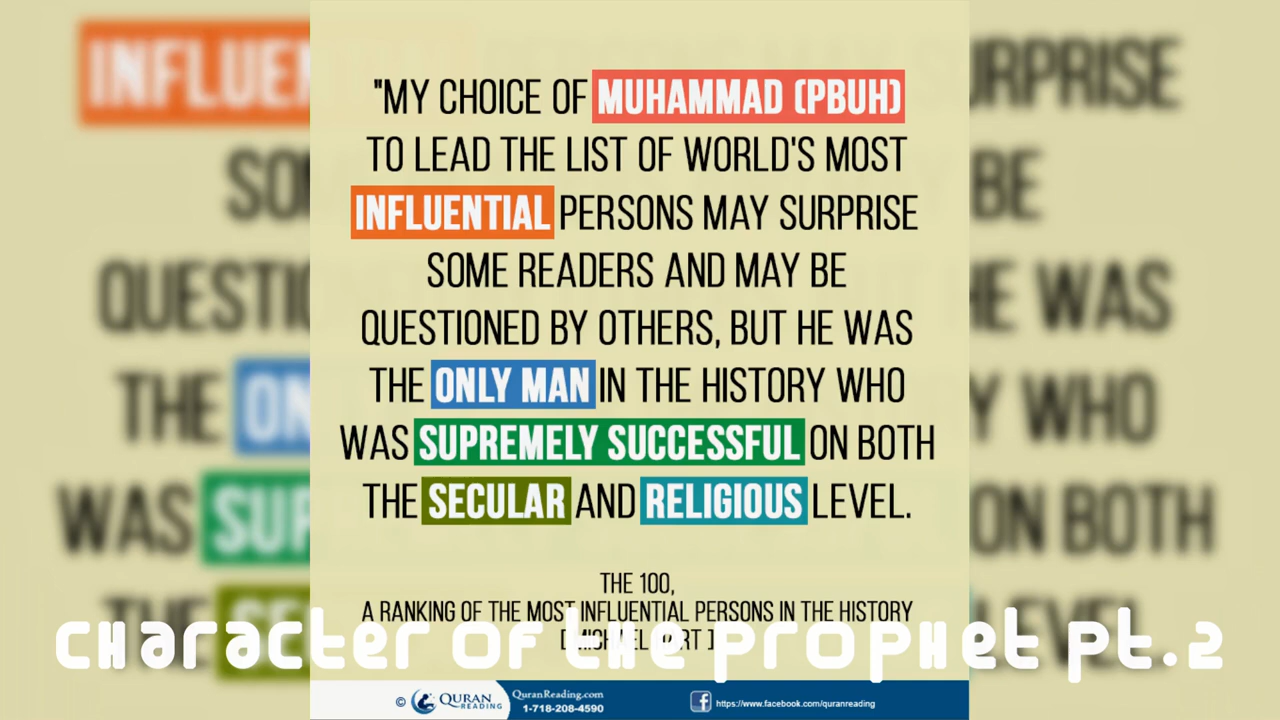 "MY CHOICE OF MUHAMMAD (PBUH)
TO LEAD THE LIST OF WORLD'S MOST
INFLUENTIAL PERSONS MAY SURPRISE
SOME READERS AND MAY BE
QUESTIONED BY OTHERS, BUT HE WAS
THE ONLY MAN IN THE HISTORY WHO
WAS SUPREMELY SUCCESSFUL ON BOTH
THE SECULAR AND RELIGIOUS LEVEL.
THE 100,
A RANKING OF THE MOST INFLUENTIAL PERSONS IN THE HISTORY
character of the prophet pt.2
© QURAN READING
QuranReading.com
1-718-208-4590
https://www.facebook.com/quranreading